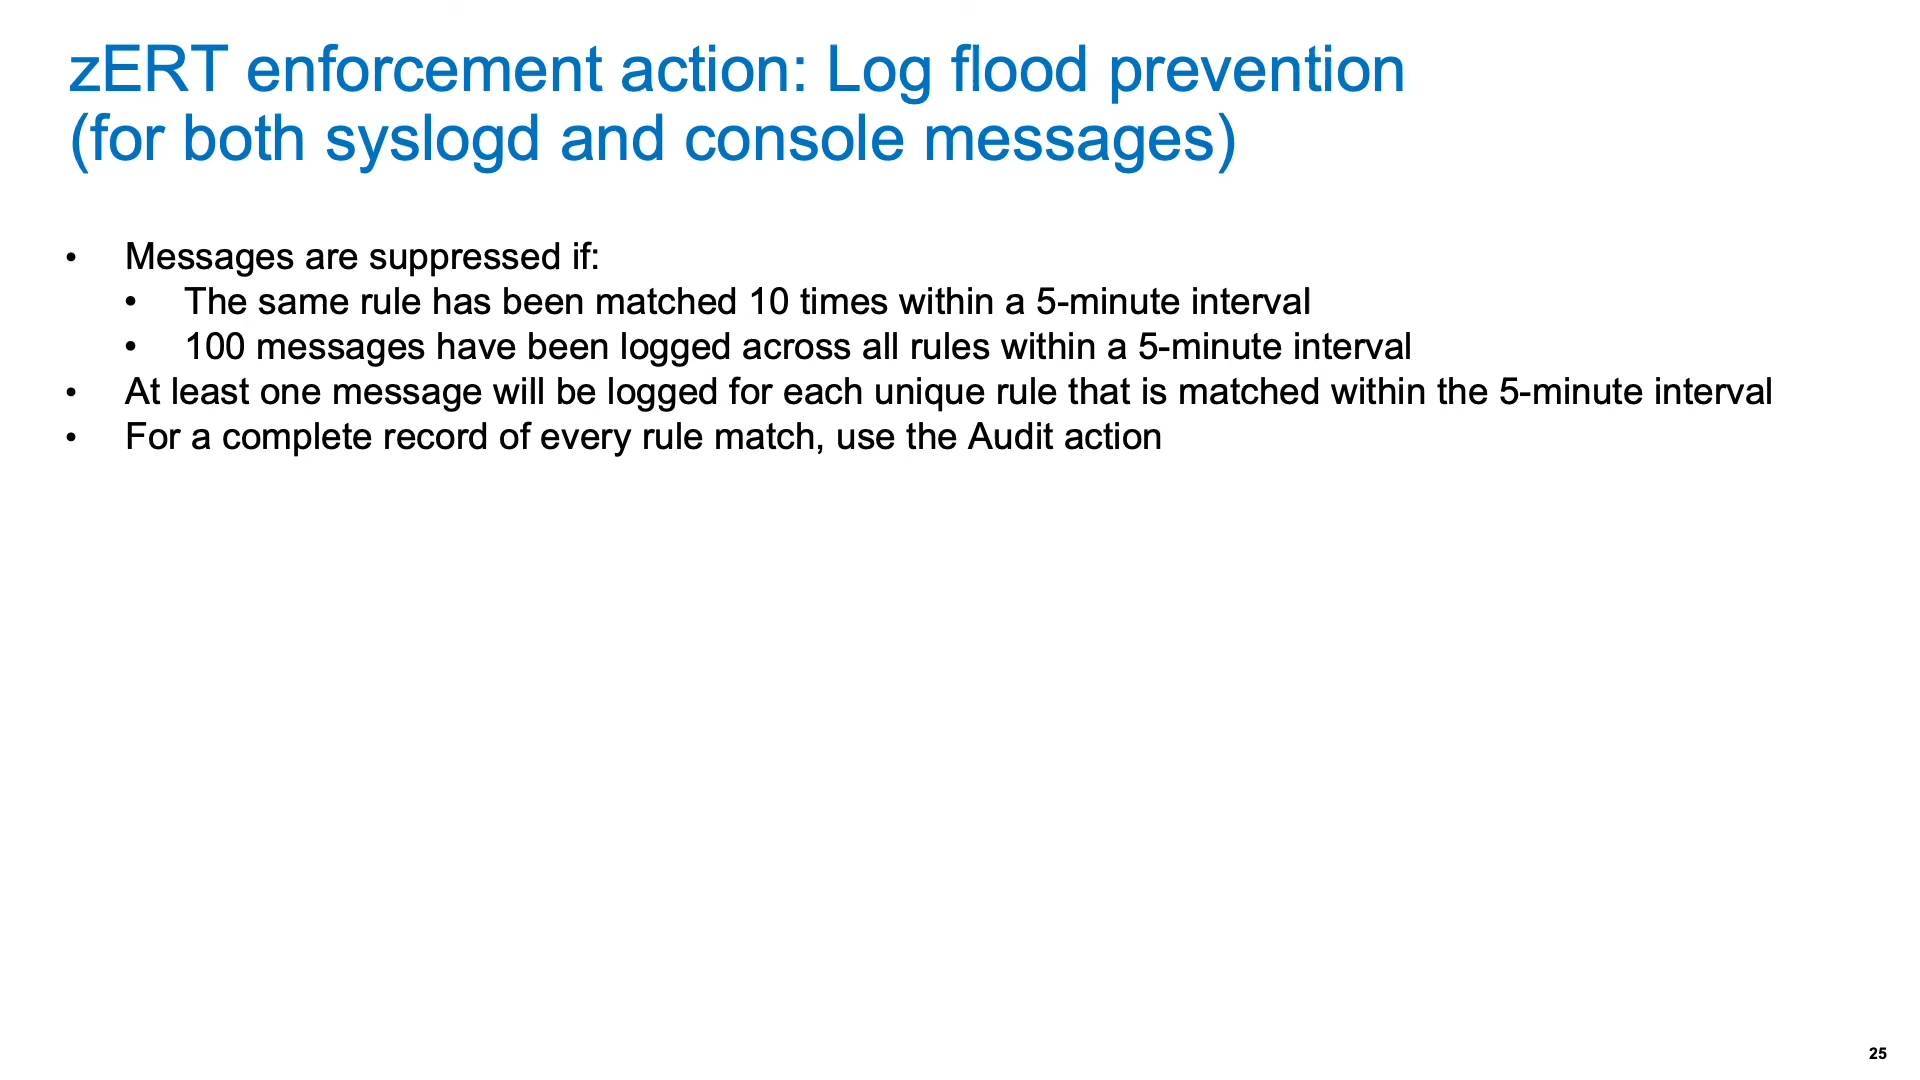 zERT enforcement action: Log flood prevention
(for both syslogd and console messages)
• Messages are suppressed if:
• The same rule has been matched 10 times within a 5-minute interval
• 100 messages have been logged across all rules within a 5-minute interval
• At least one message will be logged for each unique rule that is matched within the 5-minute interval
• For a complete record of every rule match, use the Audit action
25